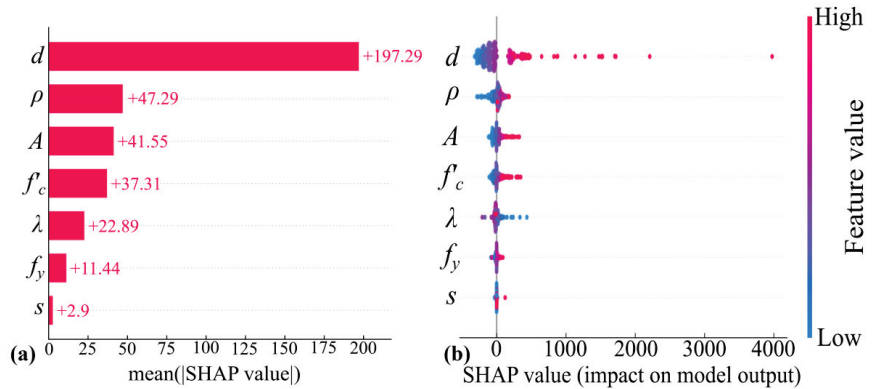 d +197.29
ρ +47.29
A +41.55
f'c +37.31
λ +22.89
fy +11.44
s +2.9
0 25 50 75 100 125 150 175 200
(a) mean(|SHAP value|)
High
d
ρ
A
f'c
λ
fy
s
Feature value
Low
0 1000 2000 3000 4000
(b) SHAP value (impact on model output)